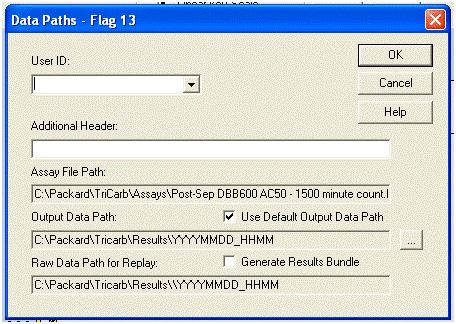 Data Paths - Flag 13
User ID:
OK
Cancel
Help
Additional Header:
Assay File Path:
C:\Packard\TriCarb\Assays\Post-Sep DBB600 AC50 - 1500 minute count.l
Output Data Path:
Use Default Output Data Path
C:\Packard\Tricarb\Results\YYYYMMDD_HHMM
...
Raw Data Path for Replay:
Generate Results Bundle
C:\Packard\Tricarb\Results\\YYYYMMDD_HHMM